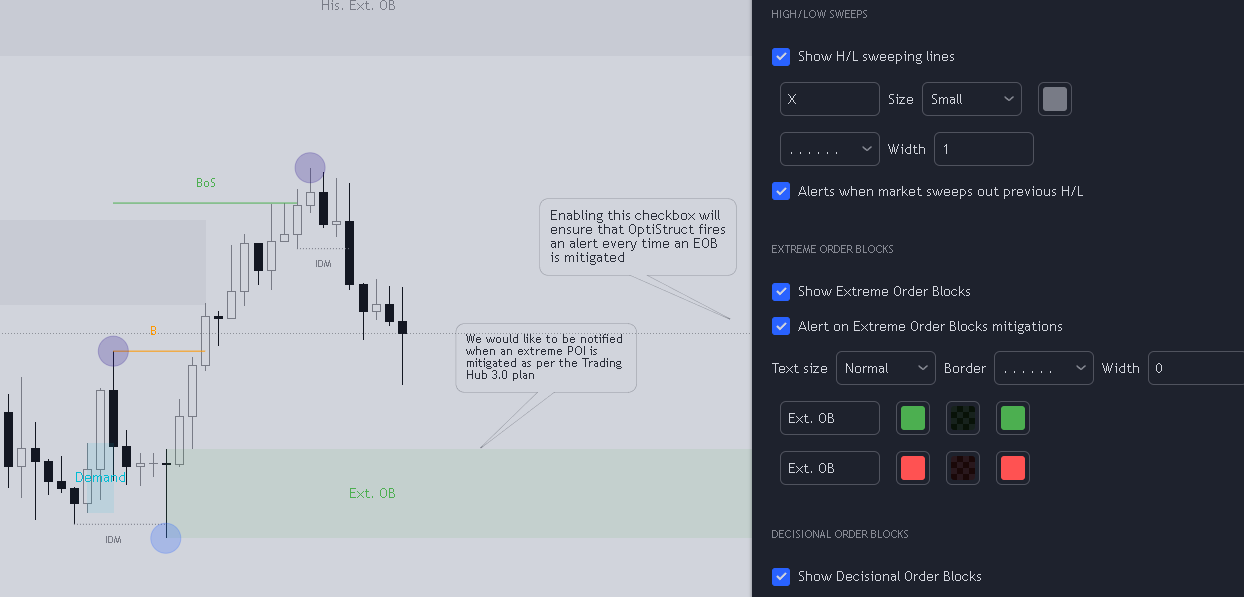 His. Ext. OB
BoS
IDM
B
Demand
IDM
Ext. OB
Enabling this checkbox will
ensure that OptiStruct fires
an alert every time an EOB
is mitigated
We would like to be notified
when an extreme POI is
mitigated as per the Trading
Hub 3.0 plan
HIGH/LOW SWEEPS
Show H/L sweeping lines
X Size Small
...... Width 1
Alerts when market sweeps out previous H/L
EXTREME ORDER BLOCKS
Show Extreme Order Blocks
Alert on Extreme Order Blocks mitigations
Text size Normal Border ...... Width 0
Ext. OB
Ext. OB
DECISIONAL ORDER BLOCKS
Show Decisional Order Blocks